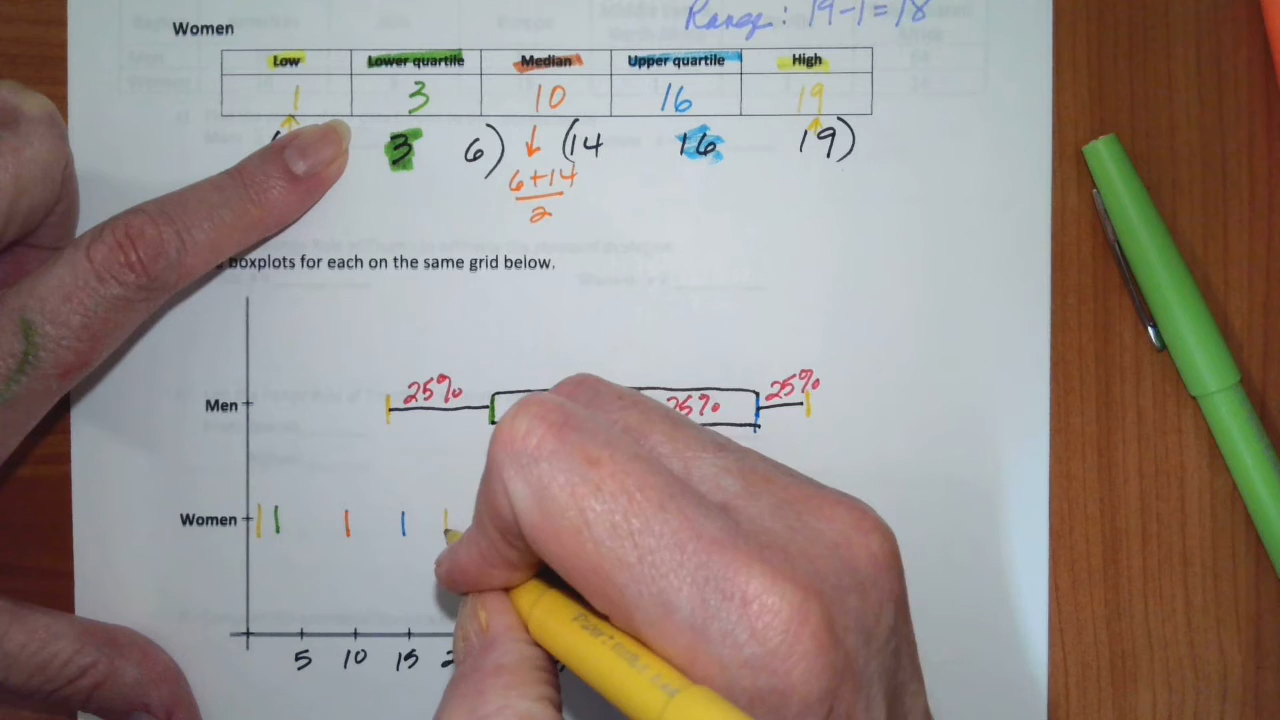 Range: 19-1=18
Women
Low Lower quartile Median Upper quartile High
1 3 10 16 19
3 6) (14 16 19)
6+14
2
boxplots for each on the same grid below.
25% 25%
Men 25%
Women
5 10 15